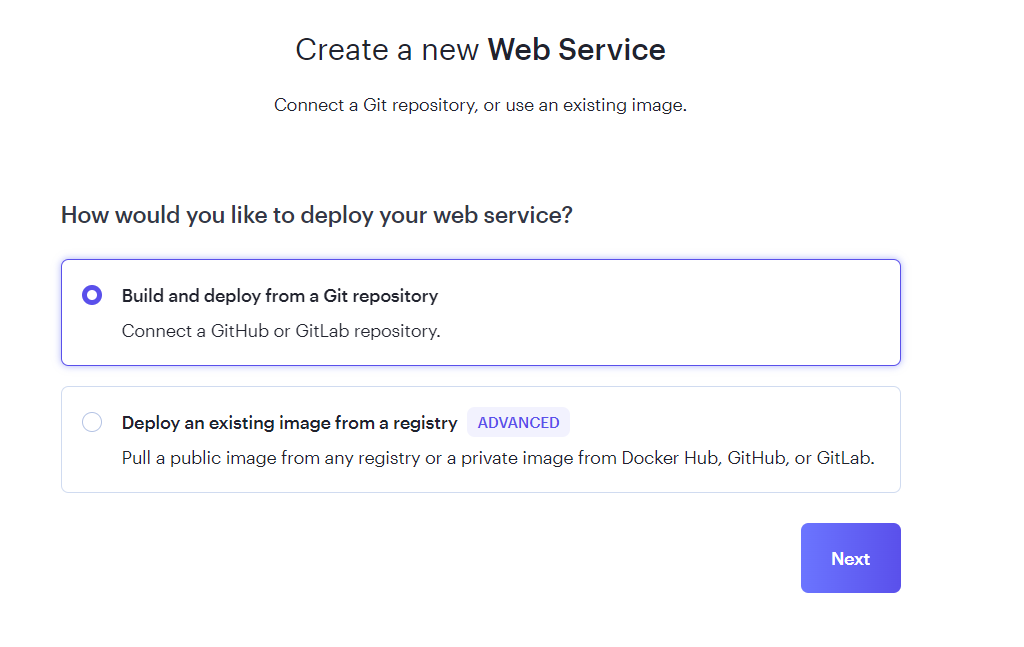 Create a new Web Service
Connect a Git repository, or use an existing image.
How would you like to deploy your web service?
Build and deploy from a Git repository
Connect a GitHub or GitLab repository.
Deploy an existing image from a registry ADVANCED
Pull a public image from any registry or a private image from Docker Hub, GitHub, or GitLab.
Next